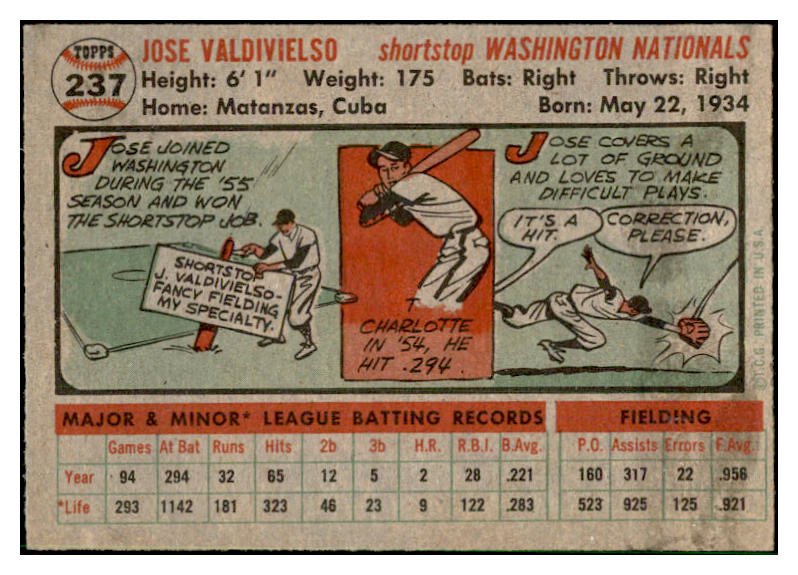 TOPPS
237
JOSE VALDIVIELSO shortstop WASHINGTON NATIONALS
Height: 6' 1" Weight: 175 Bats: Right Throws: Right
Home: Matanzas, Cuba Born: May 22, 1934
JOSE JOINED
WASHINGTON
DURING THE '55
SEASON AND WON
THE SHORTSTOP JOB.
SHORTSTOP
J. VALDIVIELSO-
FANCY FIELDING
MY SPECIALTY.
T
CHARLOTTE
IN '54, HE
HIT .294.
JOSE COVERS A
LOT OF GROUND
AND LOVES TO MAKE
DIFFICULT PLAYS.
IT'S A
HIT.
CORRECTION,
PLEASE.
T.C.G. PRINTED IN U.S.A.
MAJOR & MINOR* LEAGUE BATTING RECORDS FIELDING
Games At Bat Runs Hits 2b 3b H.R. R.B.I. B.Avg. P.O. Assists Errors F.Avg.
Year 94 294 32 65 12 5 2 28 .221 160 317 22 .956
*Life 293 1142 181 323 46 23 9 122 .283 523 925 125 .921